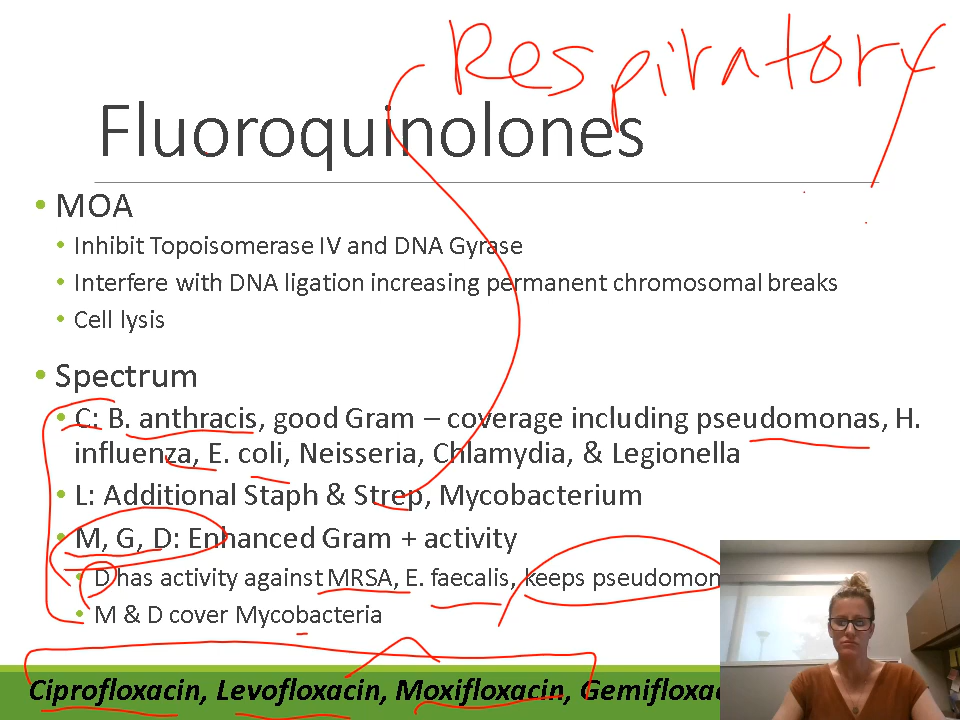 Respiratory
Fluoroquinolones
• MOA
• Inhibit Topoisomerase IV and DNA Gyrase
• Interfere with DNA ligation increasing permanent chromosomal breaks
• Cell lysis
• Spectrum
• C: B. anthracis, good Gram – coverage including pseudomonas, H.
influenza, E. coli, Neisseria, Chlamydia, & Legionella
• L: Additional Staph & Strep, Mycobacterium
• M, G, D: Enhanced Gram + activity
• D has activity against MRSA, E. faecalis, keeps
• M & D cover Mycobacteria
Ciprofloxacin, Levofloxacin, Moxifloxacin,